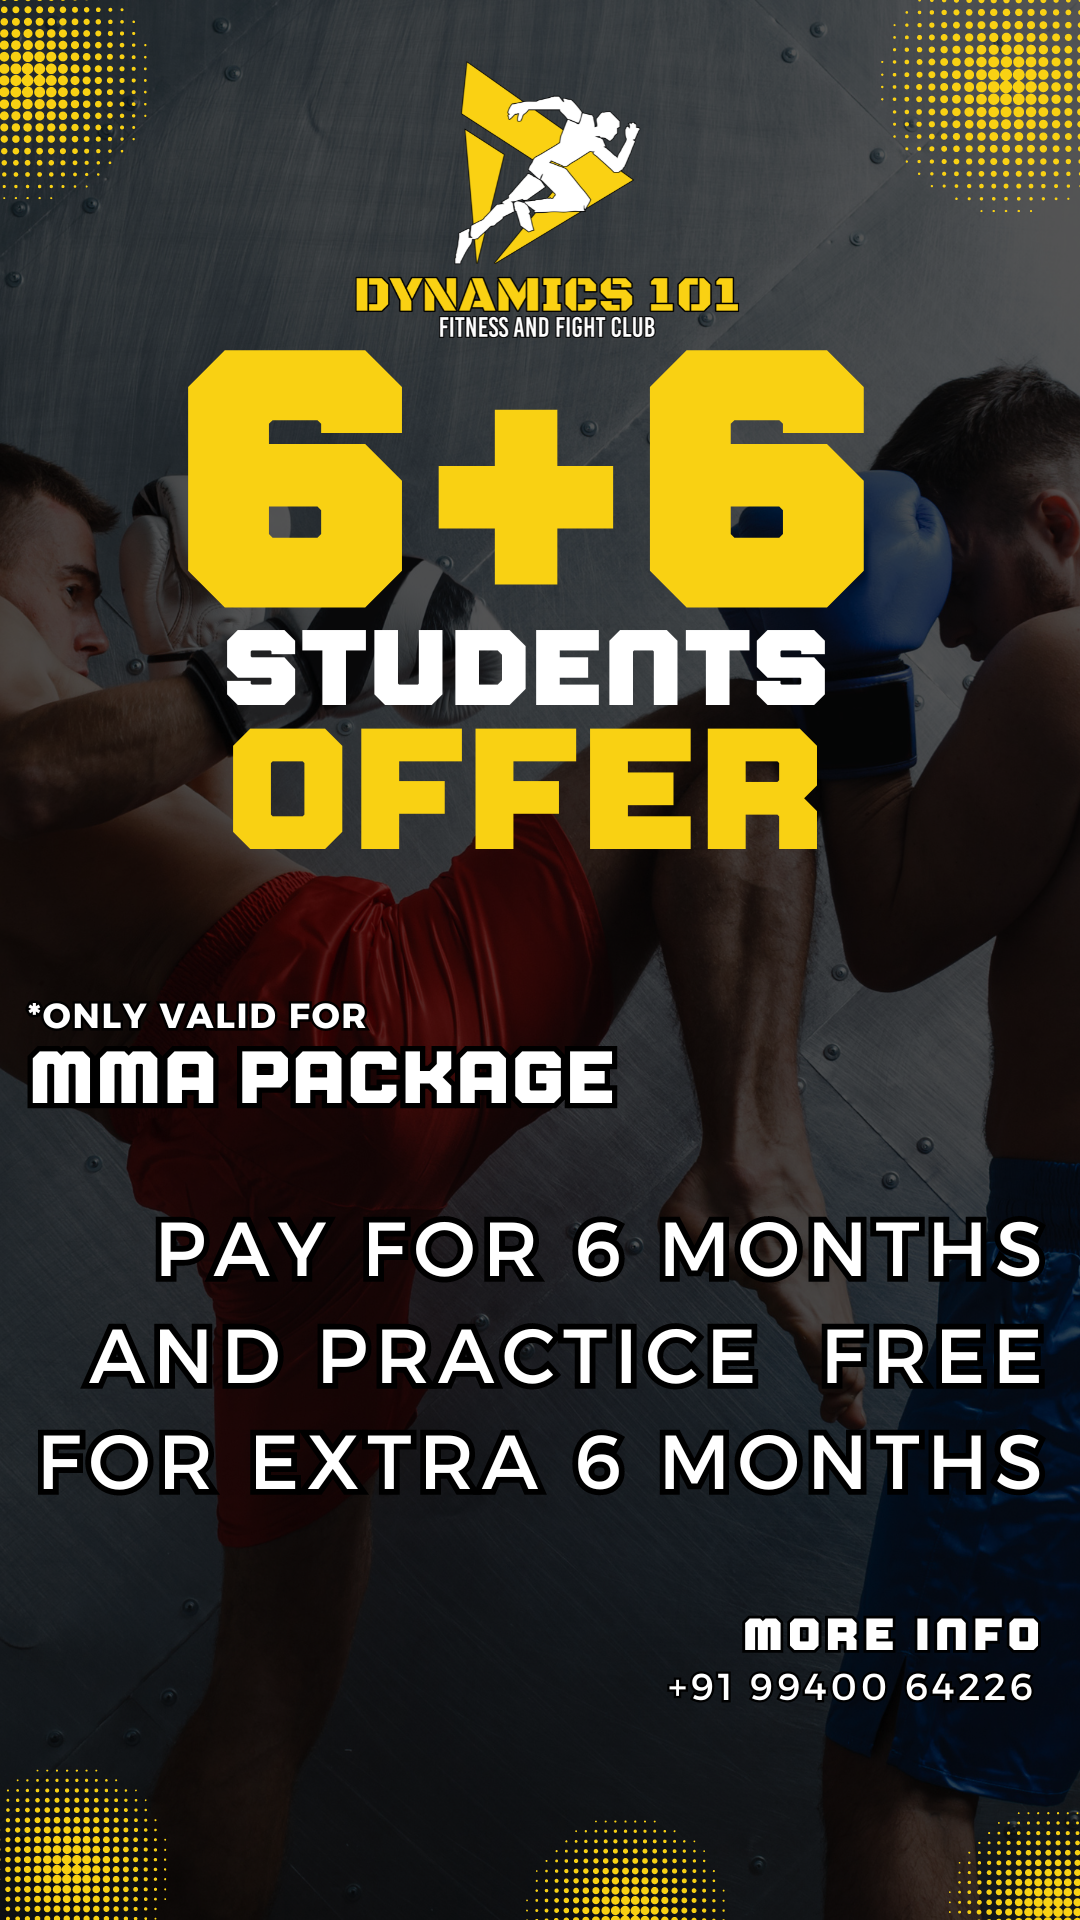 DYNAMICS 101
FITNESS AND FIGHT CLUB
6+6
STUDENTS
OFFER
*ONLY VALID FOR
MMA PACKAGE
PAY FOR 6 MONTHS
AND PRACTICE FREE
FOR EXTRA 6 MONTHS
MORE INFO
+91 99400 64226